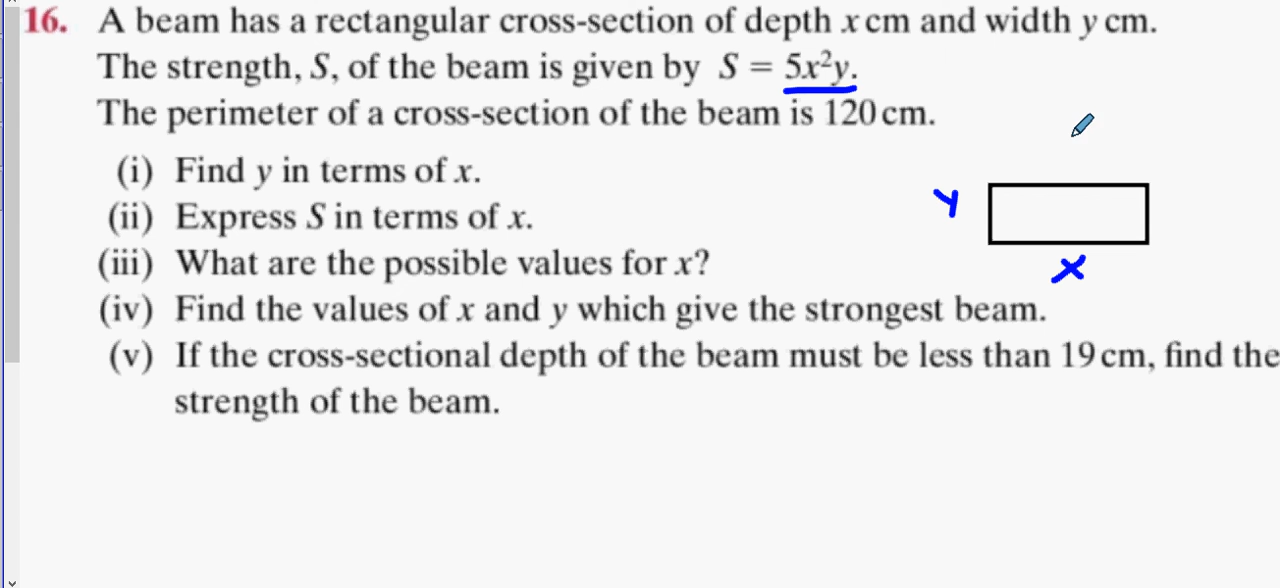 16. A beam has a rectangular cross-section of depth x cm and width y cm.
The strength, S, of the beam is given by S = 5x²y.
The perimeter of a cross-section of the beam is 120 cm.
(i) Find y in terms of x.
(ii) Express S in terms of x.
(iii) What are the possible values for x?
(iv) Find the values of x and y which give the strongest beam.
(v) If the cross-sectional depth of the beam must be less than 19 cm, find the
strength of the beam.
y
x